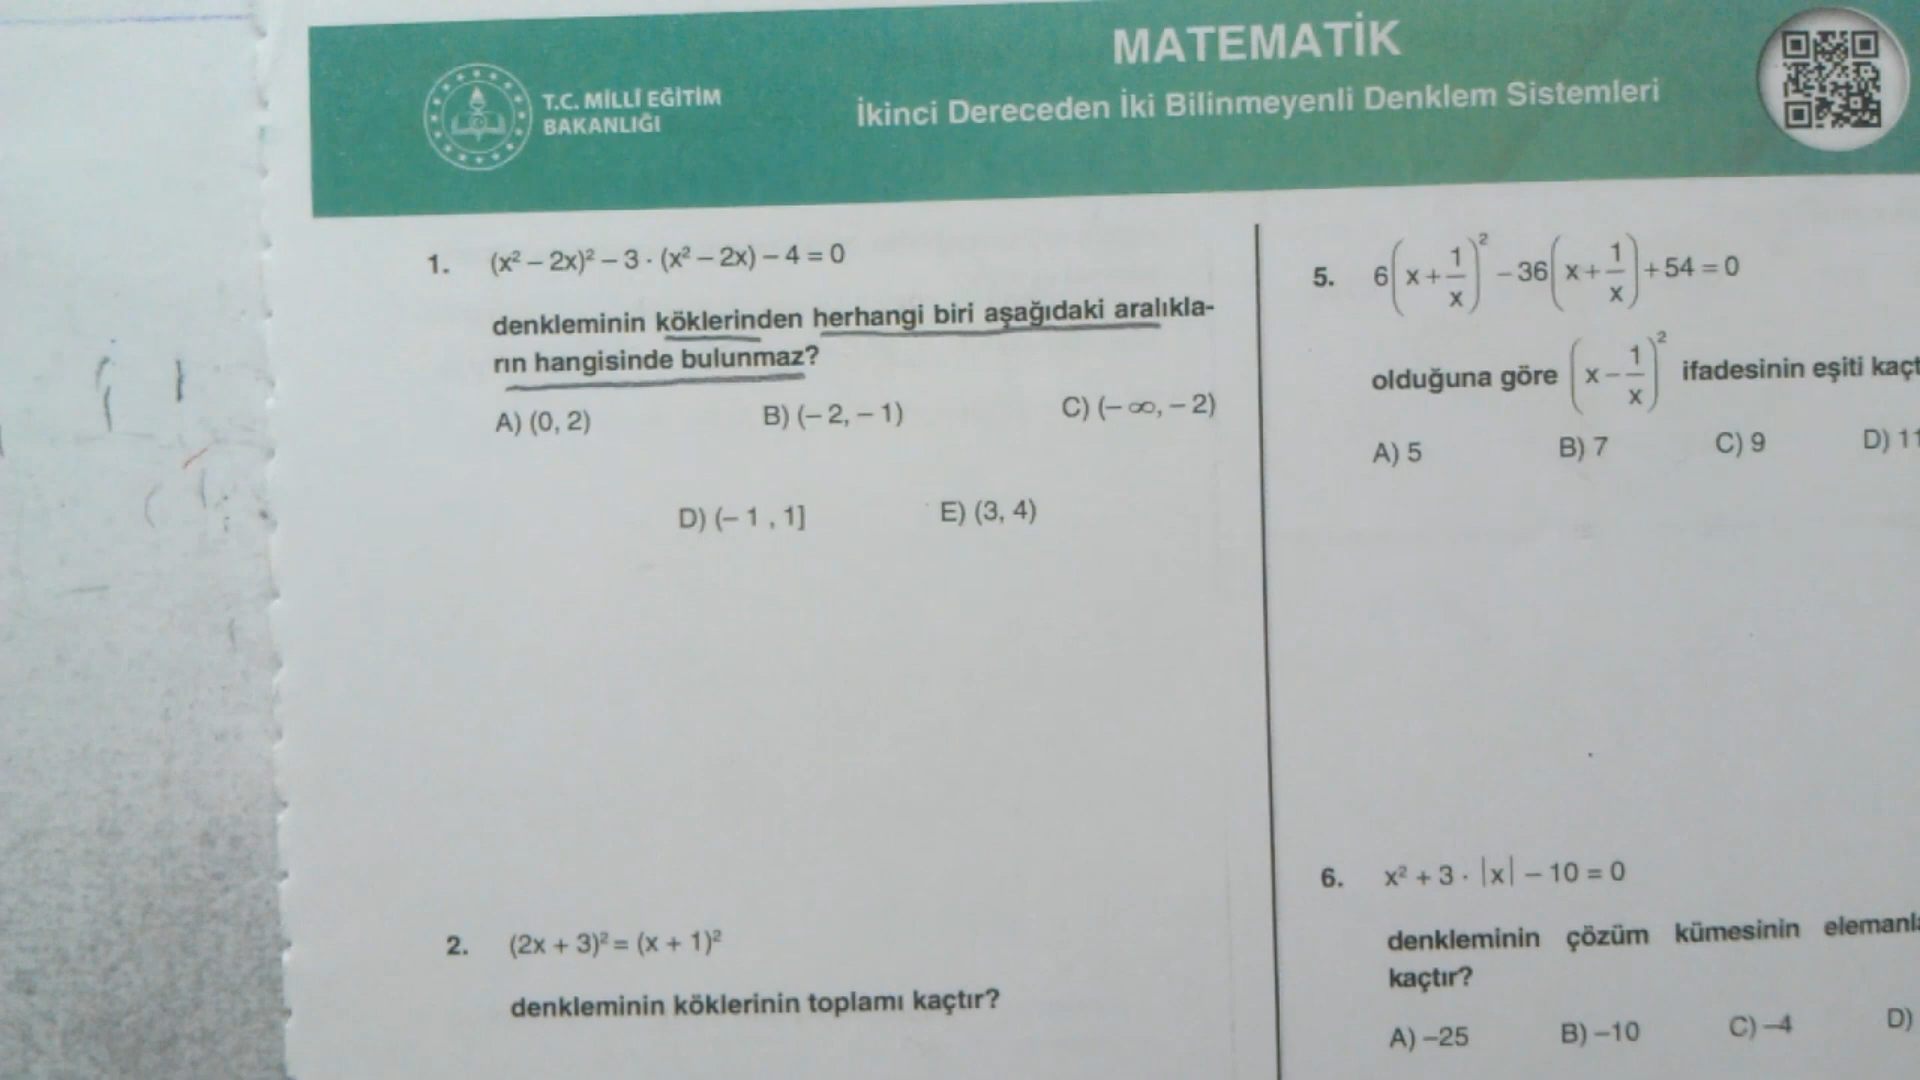 MATEMATİK
T.C. MİLLÎ EĞİTİM
BAKANLIĞI
İkinci Dereceden İki Bilinmeyenli Denklem Sistemleri
1. (x² – 2x)² – 3 · (x² – 2x) – 4 = 0
denkleminin köklerinden herhangi biri aşağıdaki aralıkla-
rın hangisinde bulunmaz?
A) (0, 2) B) (– 2, – 1) C) (– ∞, – 2)
D) (– 1 , 1] E) (3, 4)
2. (2x + 3)² = (x + 1)²
denkleminin köklerinin toplamı kaçtır?
5. 6(x + 1/x)² – 36(x + 1/x) + 54 = 0
olduğuna göre (x – 1/x)² ifadesinin eşiti kaçt
A) 5 B) 7 C) 9 D) 11
6. x² + 3 · |x| – 10 = 0
denkleminin çözüm kümesinin elemanla
kaçtır?
A) –25 B) –10 C) –4 D)